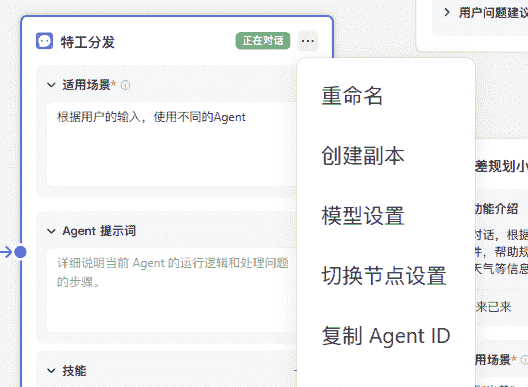 用户问题建议
特工分发
正在对话
适用场景*
根据用户的输入，使用不同的Agent
Agent 提示词
详细说明当前 Agent 的运行逻辑和处理问题
的步骤。
技能
重命名
创建副本
模型设置
切换节点设置
复制 Agent ID
差规划小
功能介绍
对话，根据
件，帮助规
天气等信息
来已来
用场景*